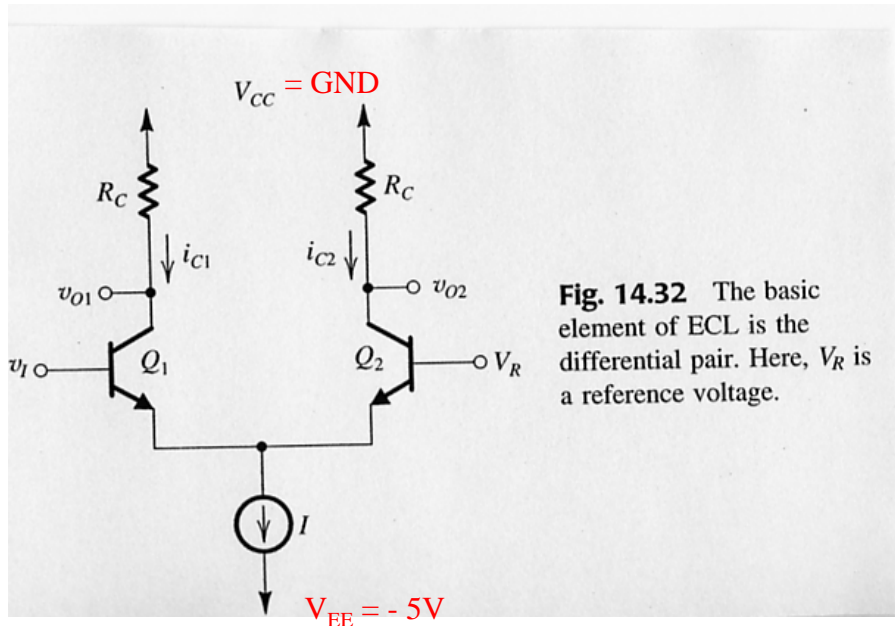 V_CC = GND
R_C
R_C
i_C1
i_C2
v_O1
v_O2
v_I
Q_1
Q_2
V_R
I
V_EE = - 5V
Fig. 14.32 The basic
element of ECL is the
differential pair. Here, V_R is
a reference voltage.